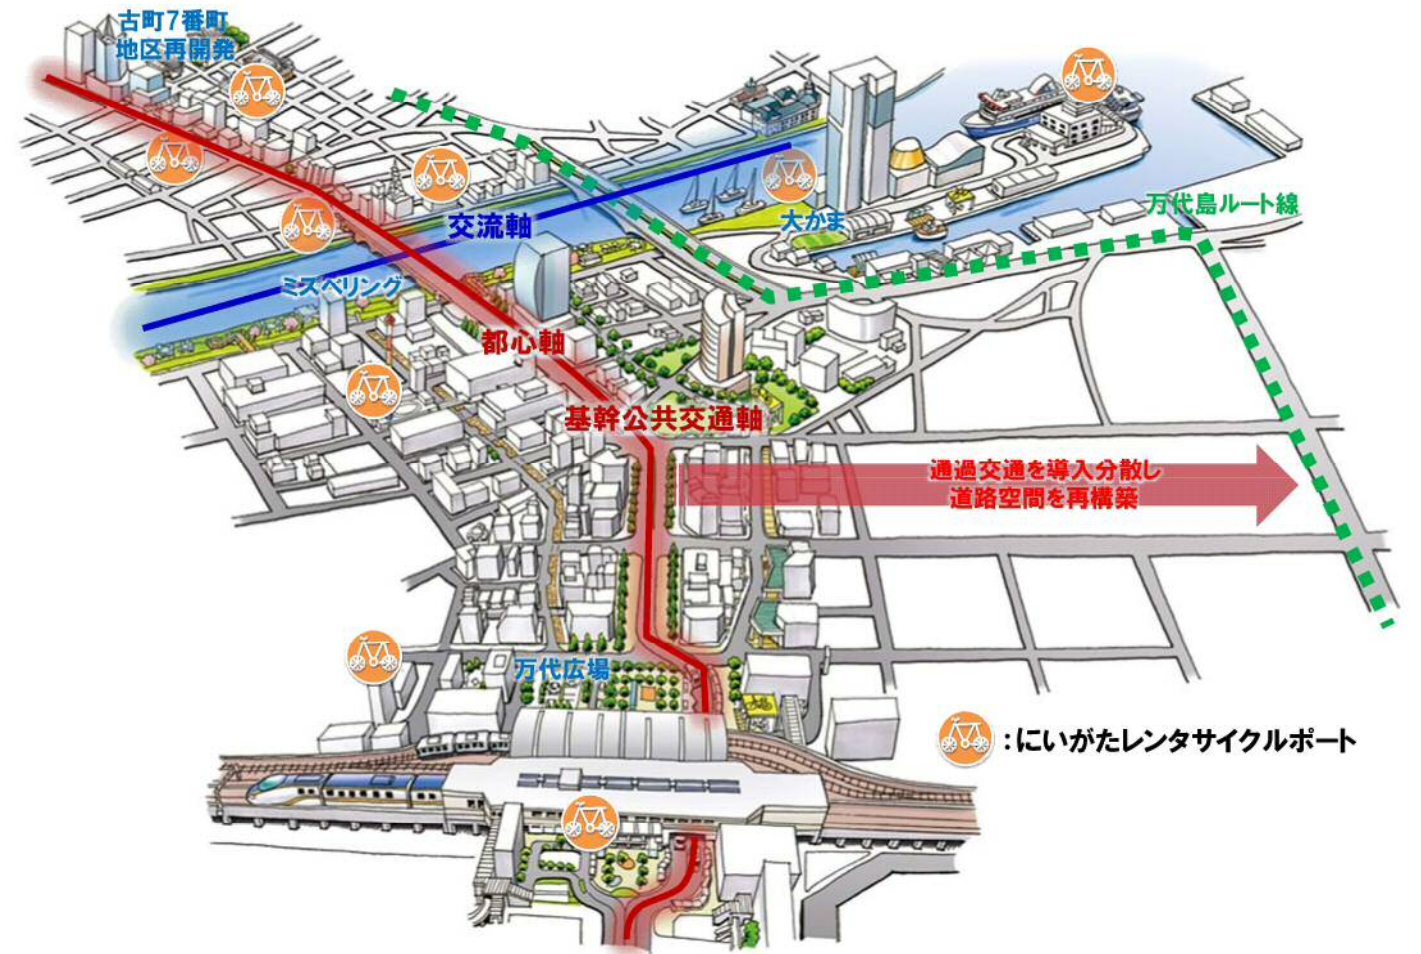 古町7番町
地区再開発
万代島ルート線
大かま
交流軸
ミズベリング
都心軸
基幹公共交通軸
通過交通を導入分散し
道路空間を再構築
万代広場
:にいがたレンタサイクルポート